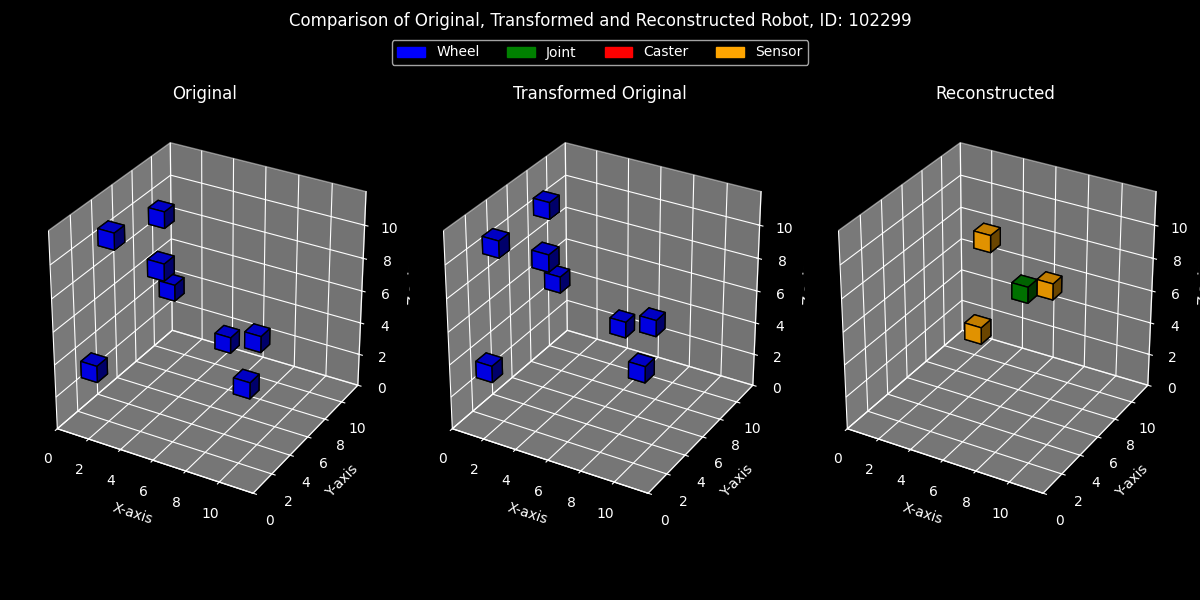 Comparison of Original, Transformed and Reconstructed Robot, ID: 102299
Wheel Joint Caster Sensor
Original Transformed Original Reconstructed
10 10 10
8 8 8
6 6 6
4 4 4
2 2 2
0 0 0
0 2 4 6 8 10 0 2 4 6 8 10 0 2 4 6 8 10
0 2 4 6 8 10 0 2 4 6 8 10 0 2 4 6 8 10
X-axis Y-axis X-axis Y-axis X-axis Y-axis